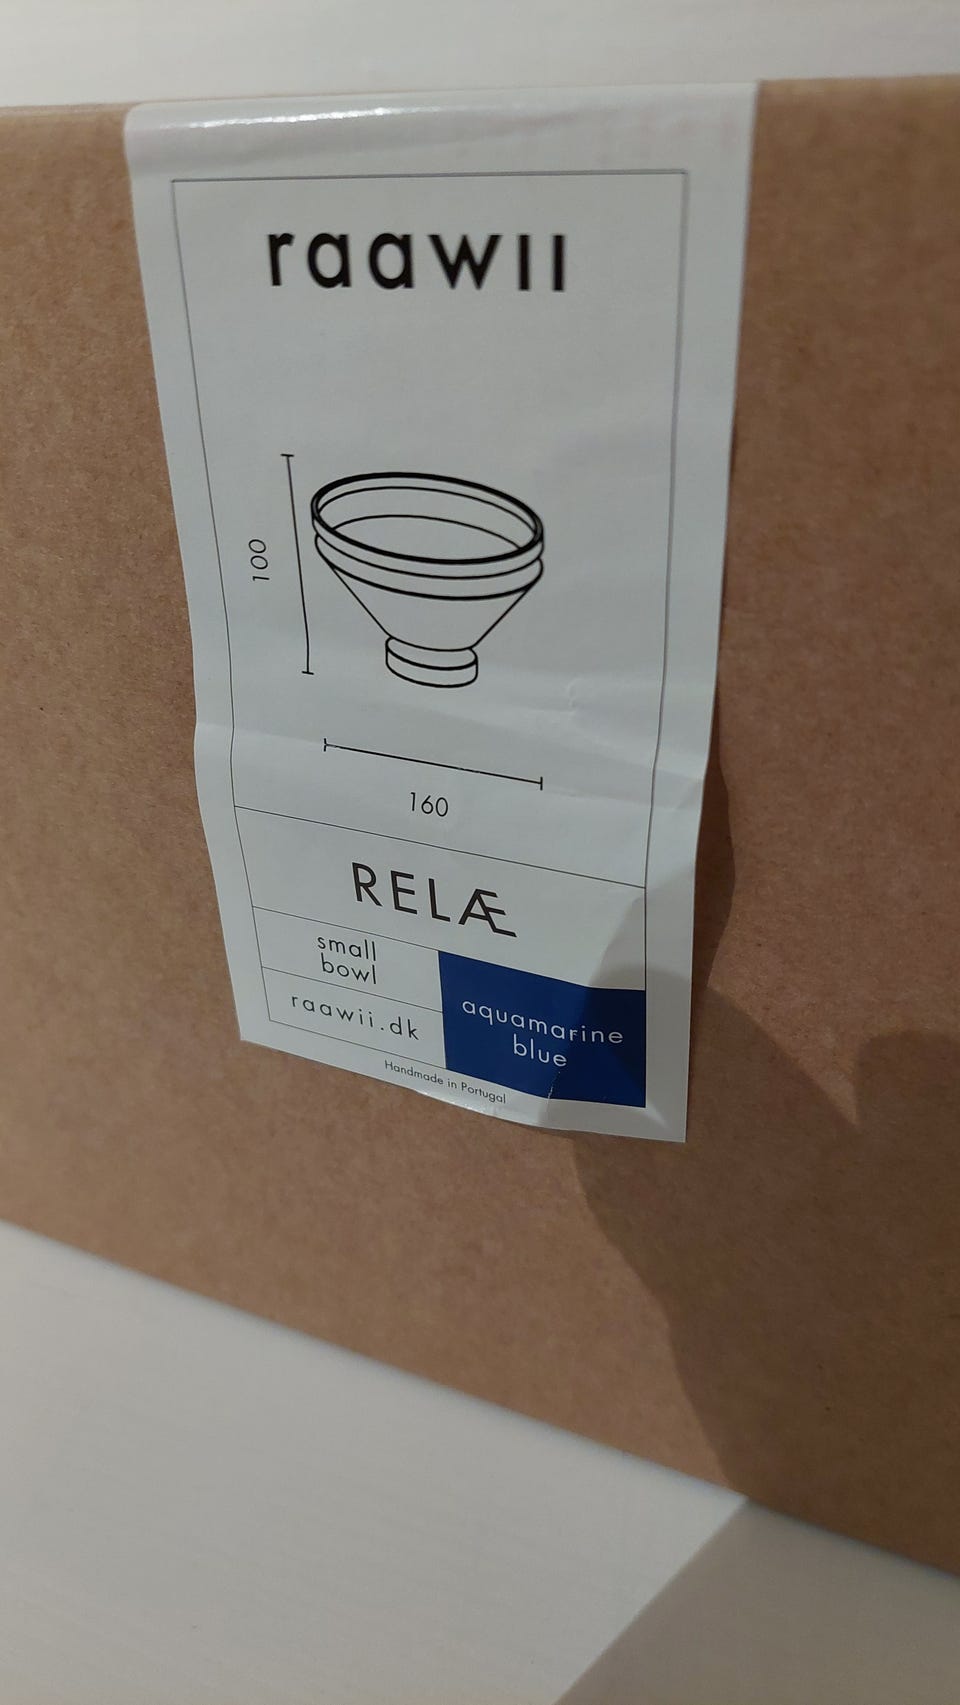 raawii
100
160
RELÆ
small
bowl
raawii.dk
aquamarine
blue
Handmade in Portugal